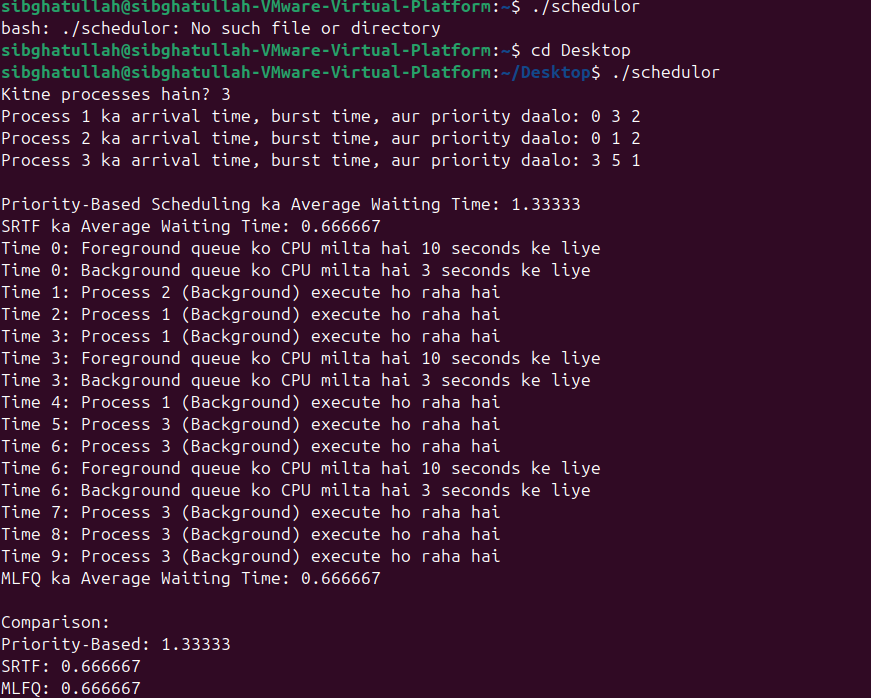 sibghatullah@sibghatullah-VMware-Virtual-Platform:~$ ./schedulor
bash: ./schedulor: No such file or directory
sibghatullah@sibghatullah-VMware-Virtual-Platform:~$ cd Desktop
sibghatullah@sibghatullah-VMware-Virtual-Platform:~/Desktop$ ./schedulor
Kitne processes hain? 3
Process 1 ka arrival time, burst time, aur priority daalo: 0 3 2
Process 2 ka arrival time, burst time, aur priority daalo: 0 1 2
Process 3 ka arrival time, burst time, aur priority daalo: 3 5 1
Priority-Based Scheduling ka Average Waiting Time: 1.33333
SRTF ka Average Waiting Time: 0.666667
Time 0: Foreground queue ko CPU milta hai 10 seconds ke liye
Time 0: Background queue ko CPU milta hai 3 seconds ke liye
Time 1: Process 2 (Background) execute ho raha hai
Time 2: Process 1 (Background) execute ho raha hai
Time 3: Process 1 (Background) execute ho raha hai
Time 3: Foreground queue ko CPU milta hai 10 seconds ke liye
Time 3: Background queue ko CPU milta hai 3 seconds ke liye
Time 4: Process 1 (Background) execute ho raha hai
Time 5: Process 3 (Background) execute ho raha hai
Time 6: Process 3 (Background) execute ho raha hai
Time 6: Foreground queue ko CPU milta hai 10 seconds ke liye
Time 6: Background queue ko CPU milta hai 3 seconds ke liye
Time 7: Process 3 (Background) execute ho raha hai
Time 8: Process 3 (Background) execute ho raha hai
Time 9: Process 3 (Background) execute ho raha hai
MLFQ ka Average Waiting Time: 0.666667
Comparison:
Priority-Based: 1.33333
SRTF: 0.666667
MLFQ: 0.666667